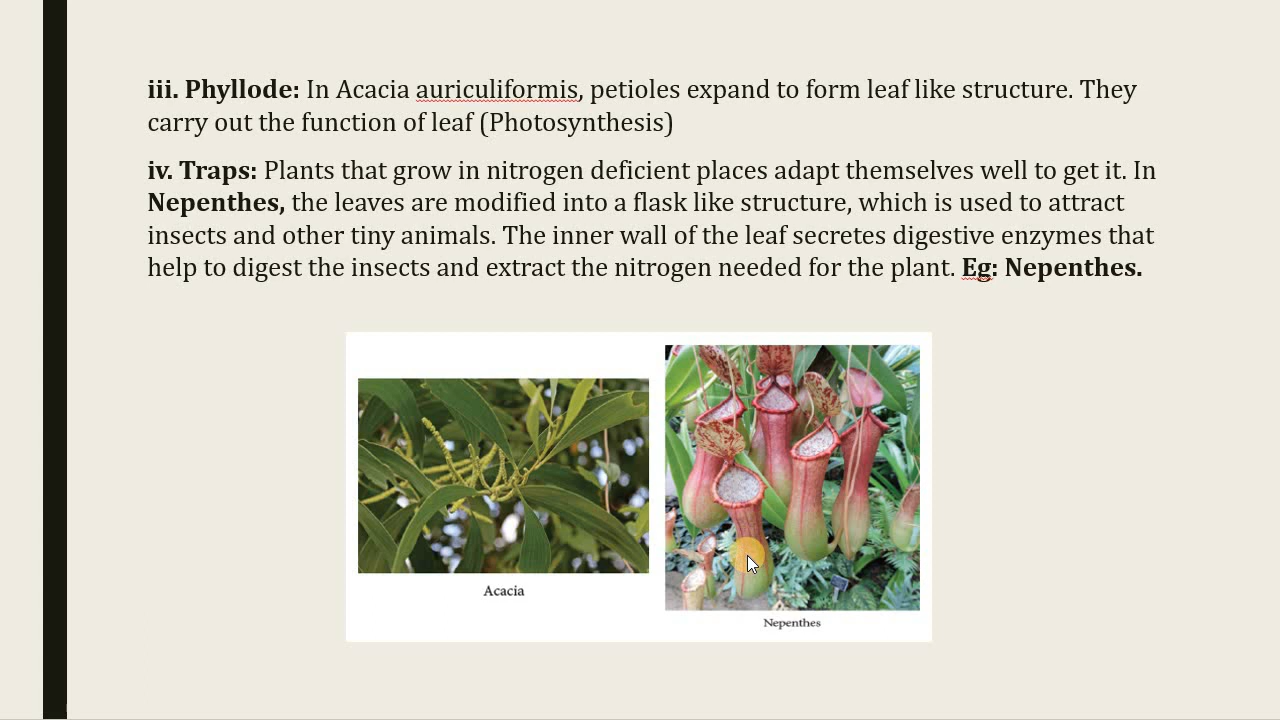 iii. Phyllode: In Acacia auriculiformis, petioles expand to form leaf like structure. They
carry out the function of leaf (Photosynthesis)
iv. Traps: Plants that grow in nitrogen deficient places adapt themselves well to get it. In
Nepenthes, the leaves are modified into a flask like structure, which is used to attract
insects and other tiny animals. The inner wall of the leaf secretes digestive enzymes that
help to digest the insects and extract the nitrogen needed for the plant. Eg: Nepenthes.
Acacia
Nepenthes